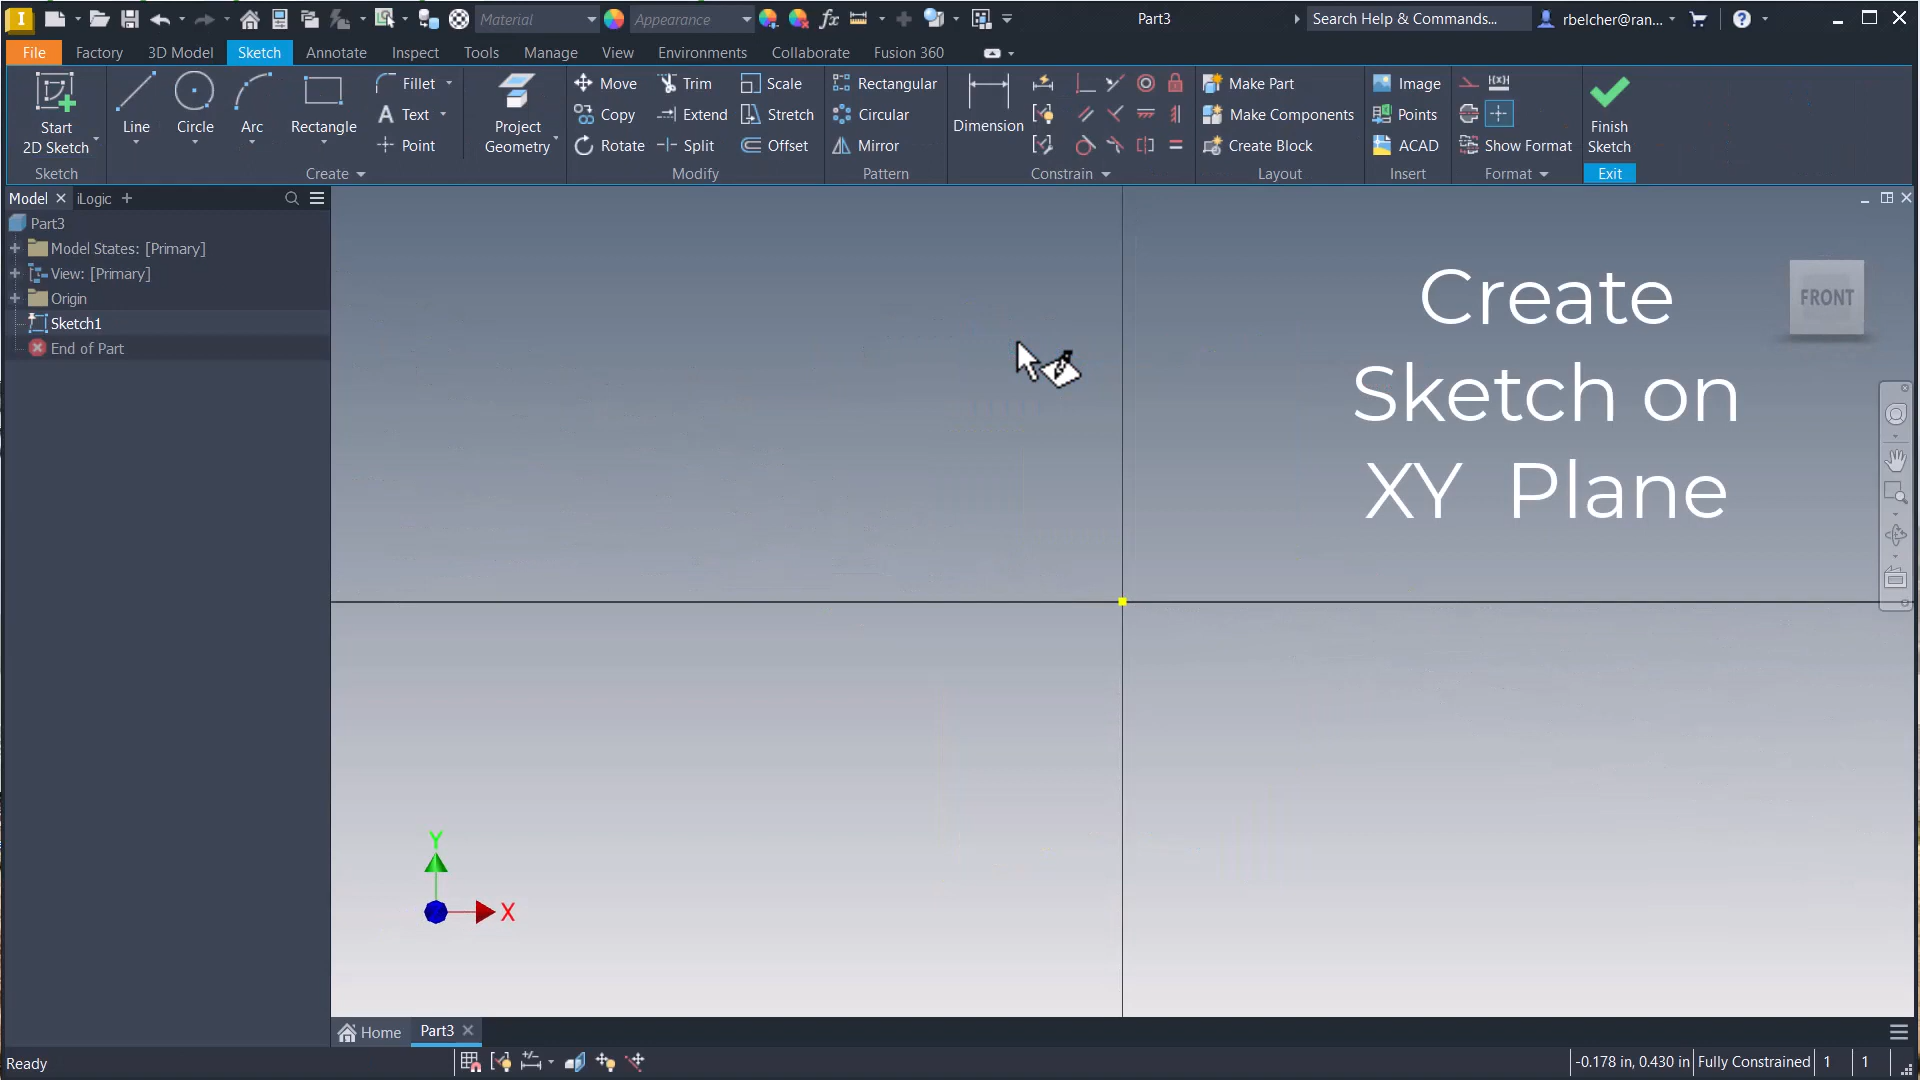 Material
Appearance
Part3
Search Help & Commands...
rbelcher@ran...
File
Factory
3D Model
Sketch
Annotate
Inspect
Tools
Manage
View
Environments
Collaborate
Fusion 360
Start
2D Sketch
Line
Circle
Arc
Rectangle
Fillet
Text
Point
Project
Geometry
Move
Copy
Rotate
Trim
Extend
Split
Scale
Stretch
Offset
Rectangular
Circular
Mirror
Dimension
Make Part
Make Components
Create Block
Image
Points
ACAD
Show Format
Finish
Sketch
Sketch
Create
Modify
Pattern
Constrain
Layout
Insert
Format
Exit
Model
iLogic
Part3
Model States: [Primary]
View: [Primary]
Origin
Sketch1
End of Part
Create
Sketch on
XY Plane
FRONT
Y
X
Home
Part3
Ready
-0.178 in, 0.430 in
Fully Constrained
1
1